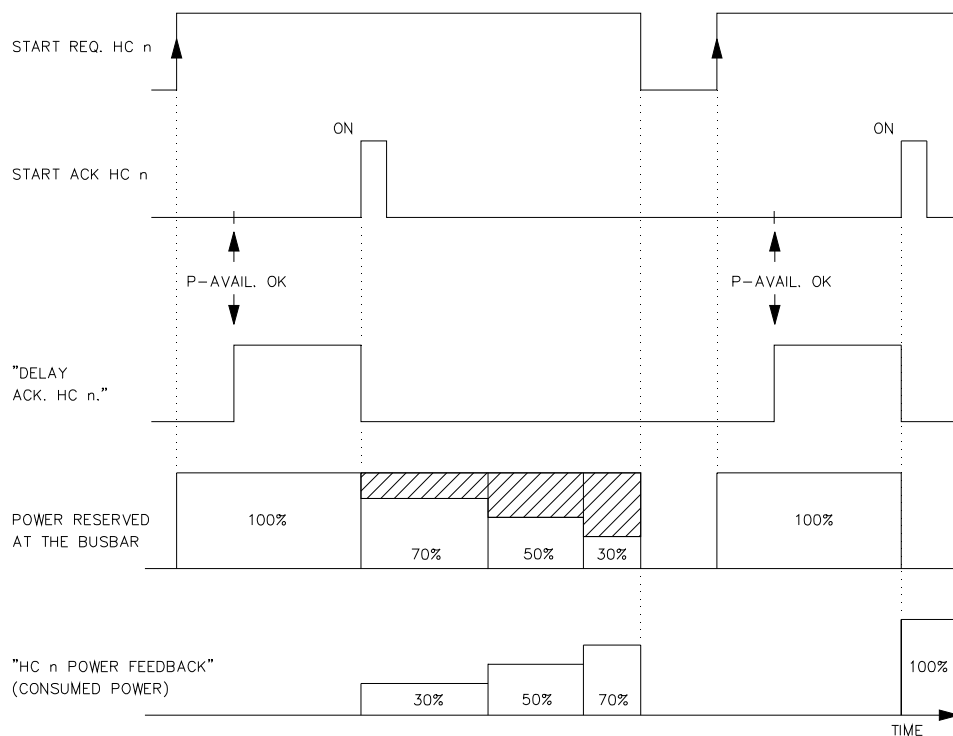 START REQ. HC n
ON
ON
START ACK HC n
P-AVAIL. OK
P-AVAIL. OK
"DELAY
ACK. HC n."
POWER RESERVED
AT THE BUSBAR
100%
70%
50%
30%
100%
"HC n POWER FEEDBACK"
(CONSUMED POWER)
30%
50%
70%
100%
TIME